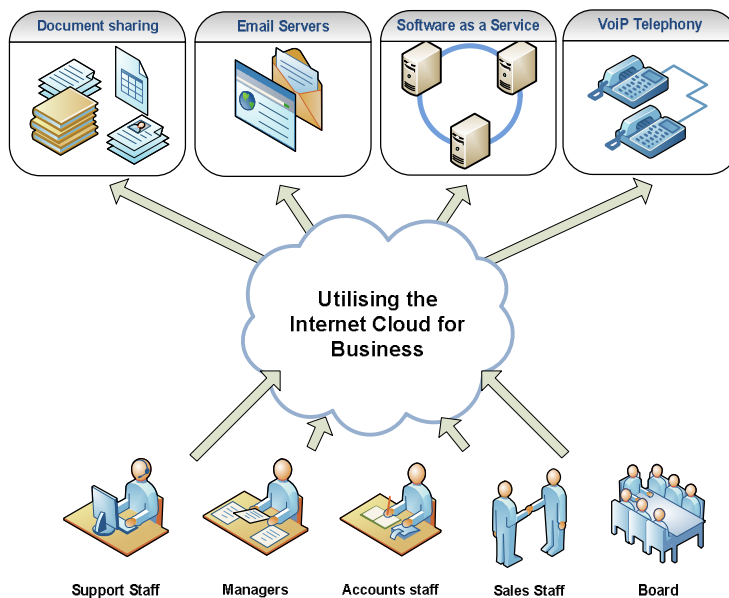 Document sharing
Email Servers
Software as a Service
VoiP Telephony
Utilising the
Internet Cloud for
Business
Support Staff
Managers
Accounts staff
Sales Staff
Board